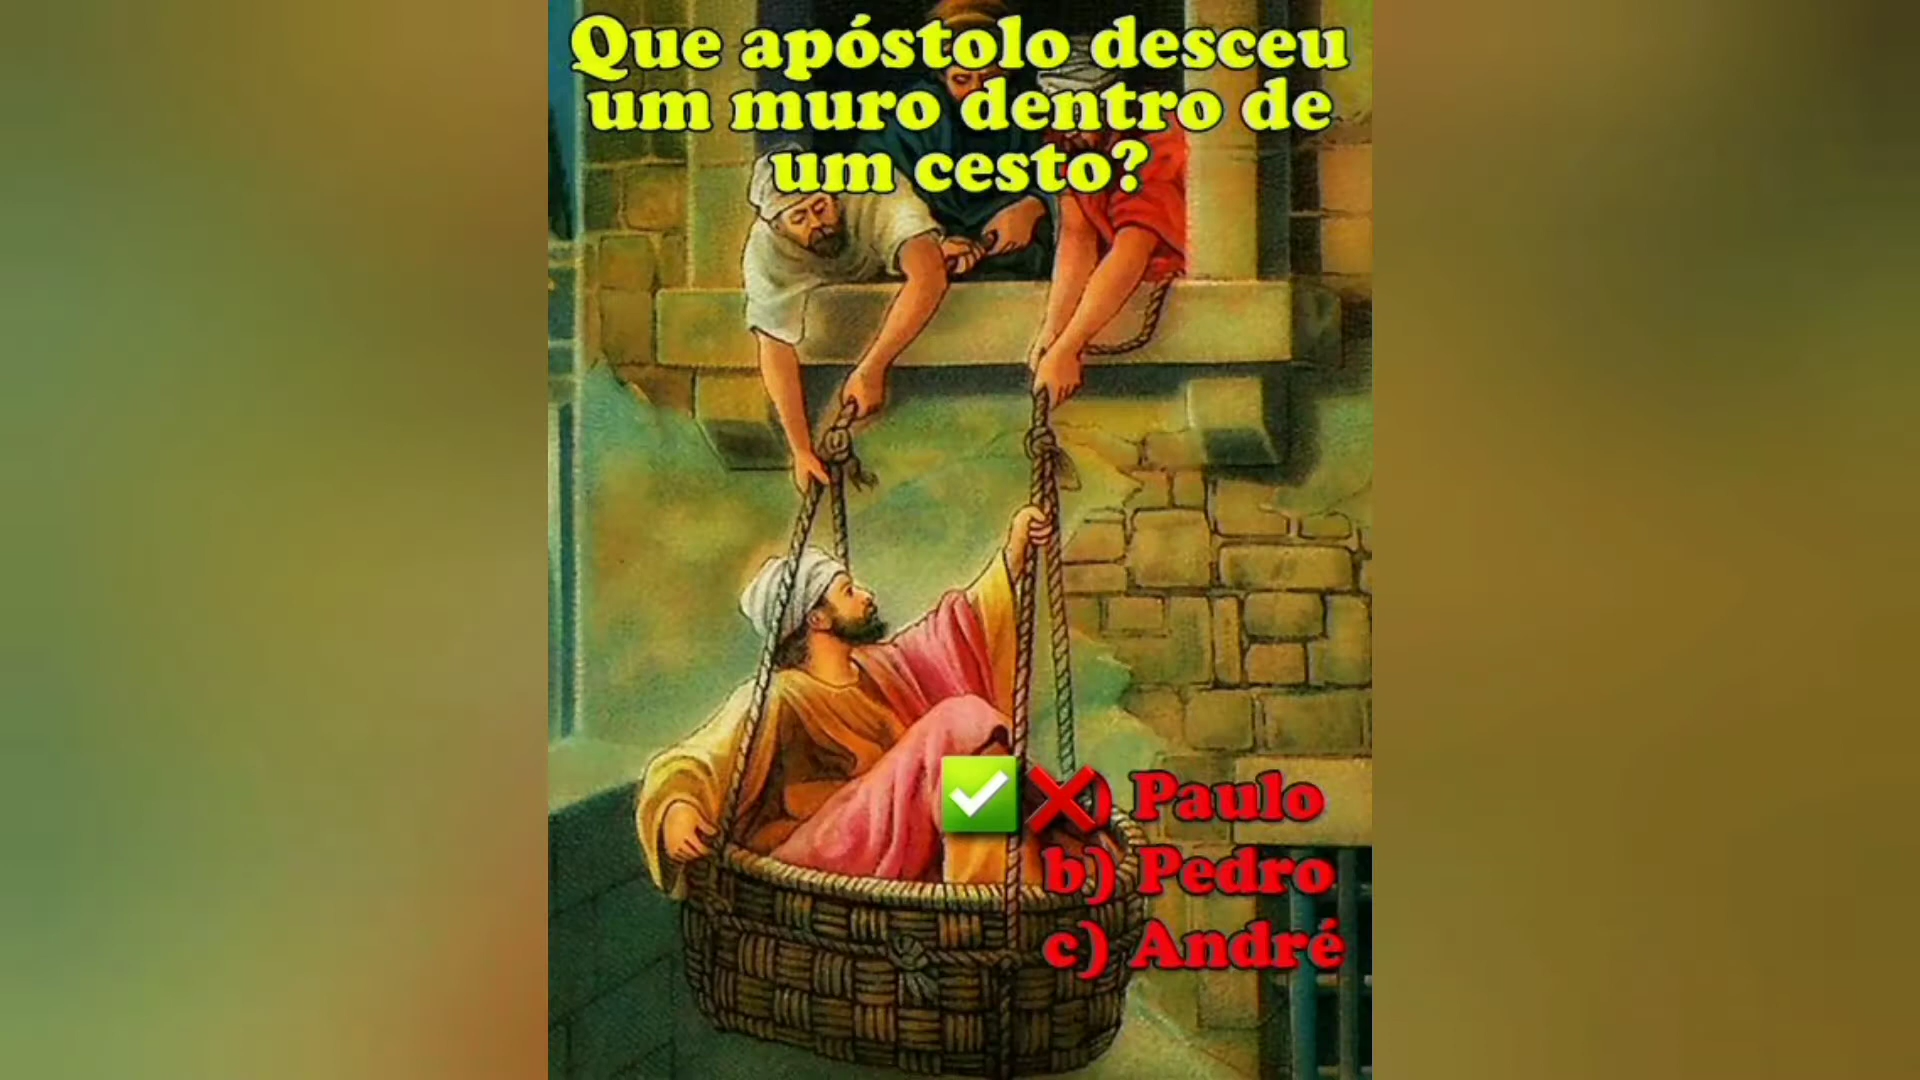 Que apóstolo desceu
um muro dentro de
um cesto?
) Paulo
b) Pedro
c) André